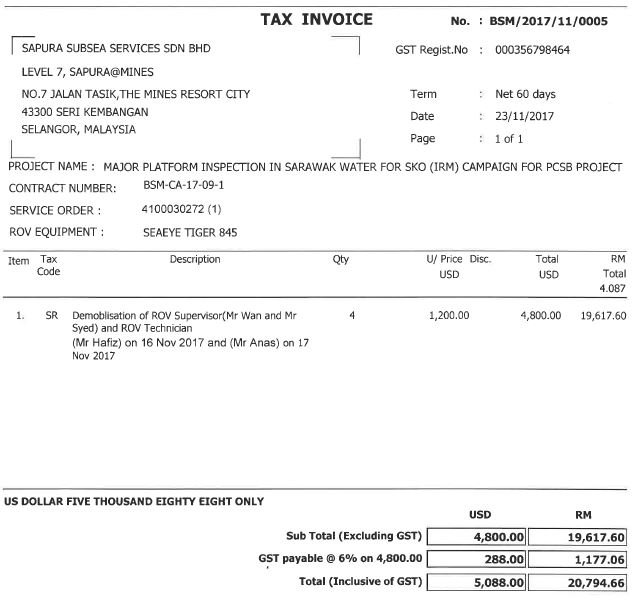 TAX INVOICE
No. : BSM/2017/11/0005
SAPURA SUBSEA SERVICES SDN BHD
GST Regist.No : 000356798464
LEVEL 7, SAPURA@MINES
NO.7 JALAN TASIK,THE MINES RESORT CITY
Term : Net 60 days
43300 SERI KEMBANGAN
Date : 23/11/2017
SELANGOR, MALAYSIA
Page : 1 of 1
PROJECT NAME : MAJOR PLATFORM INSPECTION IN SARAWAK WATER FOR SKO (IRM) CAMPAIGN FOR PCSB PROJECT
CONTRACT NUMBER: BSM-CA-17-09-1
SERVICE ORDER : 4100030272 (1)
ROV EQUIPMENT : SEAEYE TIGER 845
Item Tax Description Qty U/ Price Disc. Total RM
Code USD USD Total
4.087
1. SR Demoblisation of ROV Supervisor(Mr Wan and Mr 4 1,200.00 4,800.00 19,617.60
Syed) and ROV Technician
(Mr Hafiz) on 16 Nov 2017 and (Mr Anas) on 17
Nov 2017
US DOLLAR FIVE THOUSAND EIGHTY EIGHT ONLY
USD RM
Sub Total (Excluding GST) 4,800.00 19,617.60
GST payable @ 6% on 4,800.00 288.00 1,177.06
Total (Inclusive of GST) 5,088.00 20,794.66